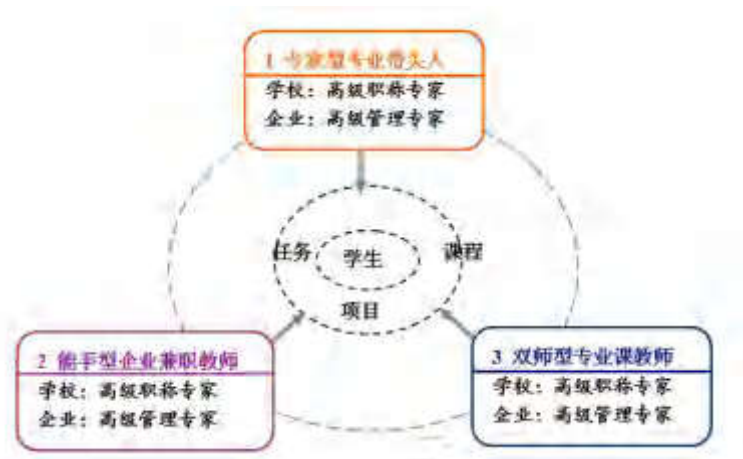 1 专家型专业带头人
学校：高级职称专家
企业：高级管理专家
任务
学生
课程
项目
2 能手型企业兼职教师
学校：高级职称专家
企业：高级管理专家
3 双师型专业课教师
学校：高级职称专家
企业：高级管理专家